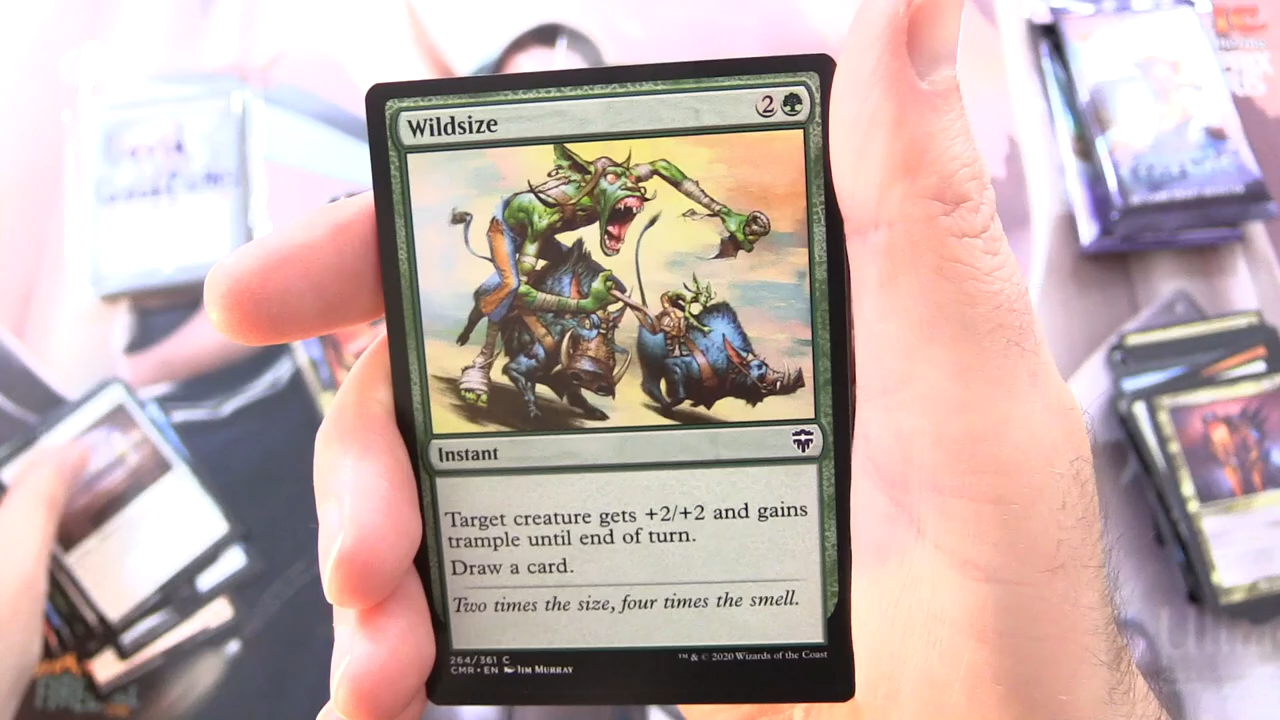 Wildsize
2
Instant
Target creature gets +2/+2 and gains
trample until end of turn.
Draw a card.
Two times the size, four times the smell.
264/361 C
CMR • EN JIM MURRAY
™ & © 2020 Wizards of the Coast